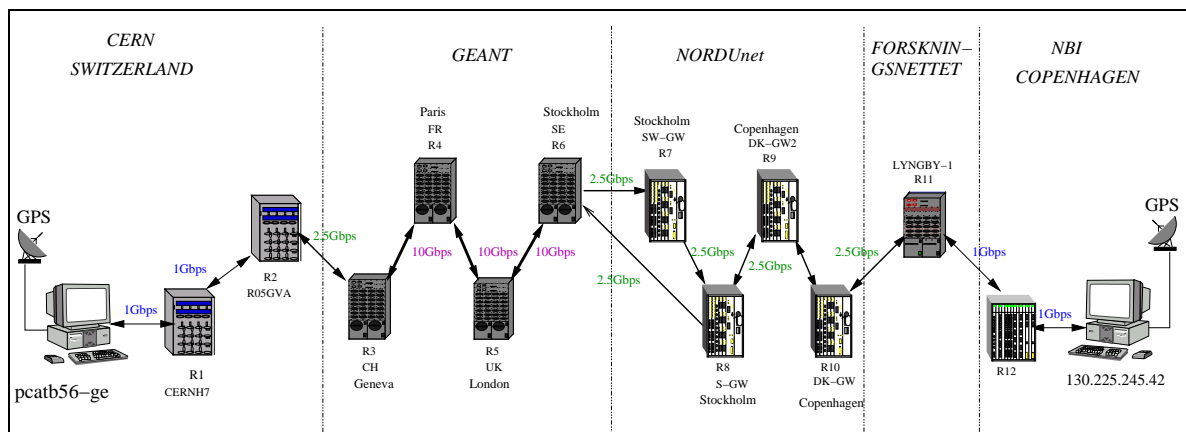 CERN
SWITZERLAND
GEANT
NORDUnet
FORSKNIN–
GSNETTET
NBI
COPENHAGEN
GPS
pcatb56–ge
1Gbps
R1
CERNH7
1Gbps
R2
R05GVA
2.5Gbps
R3
CH
Geneva
10Gbps
Paris
FR
R4
10Gbps
R5
UK
London
10Gbps
Stockholm
SE
R6
2.5Gbps
2.5Gbps
Stockholm
SW–GW
R7
2.5Gbps
R8
S–GW
Stockholm
2.5Gbps
Copenhagen
DK–GW2
R9
R10
DK–GW
Copenhagen
2.5Gbps
LYNGBY–1
R11
1Gbps
R12
1Gbps
GPS
130.225.245.42